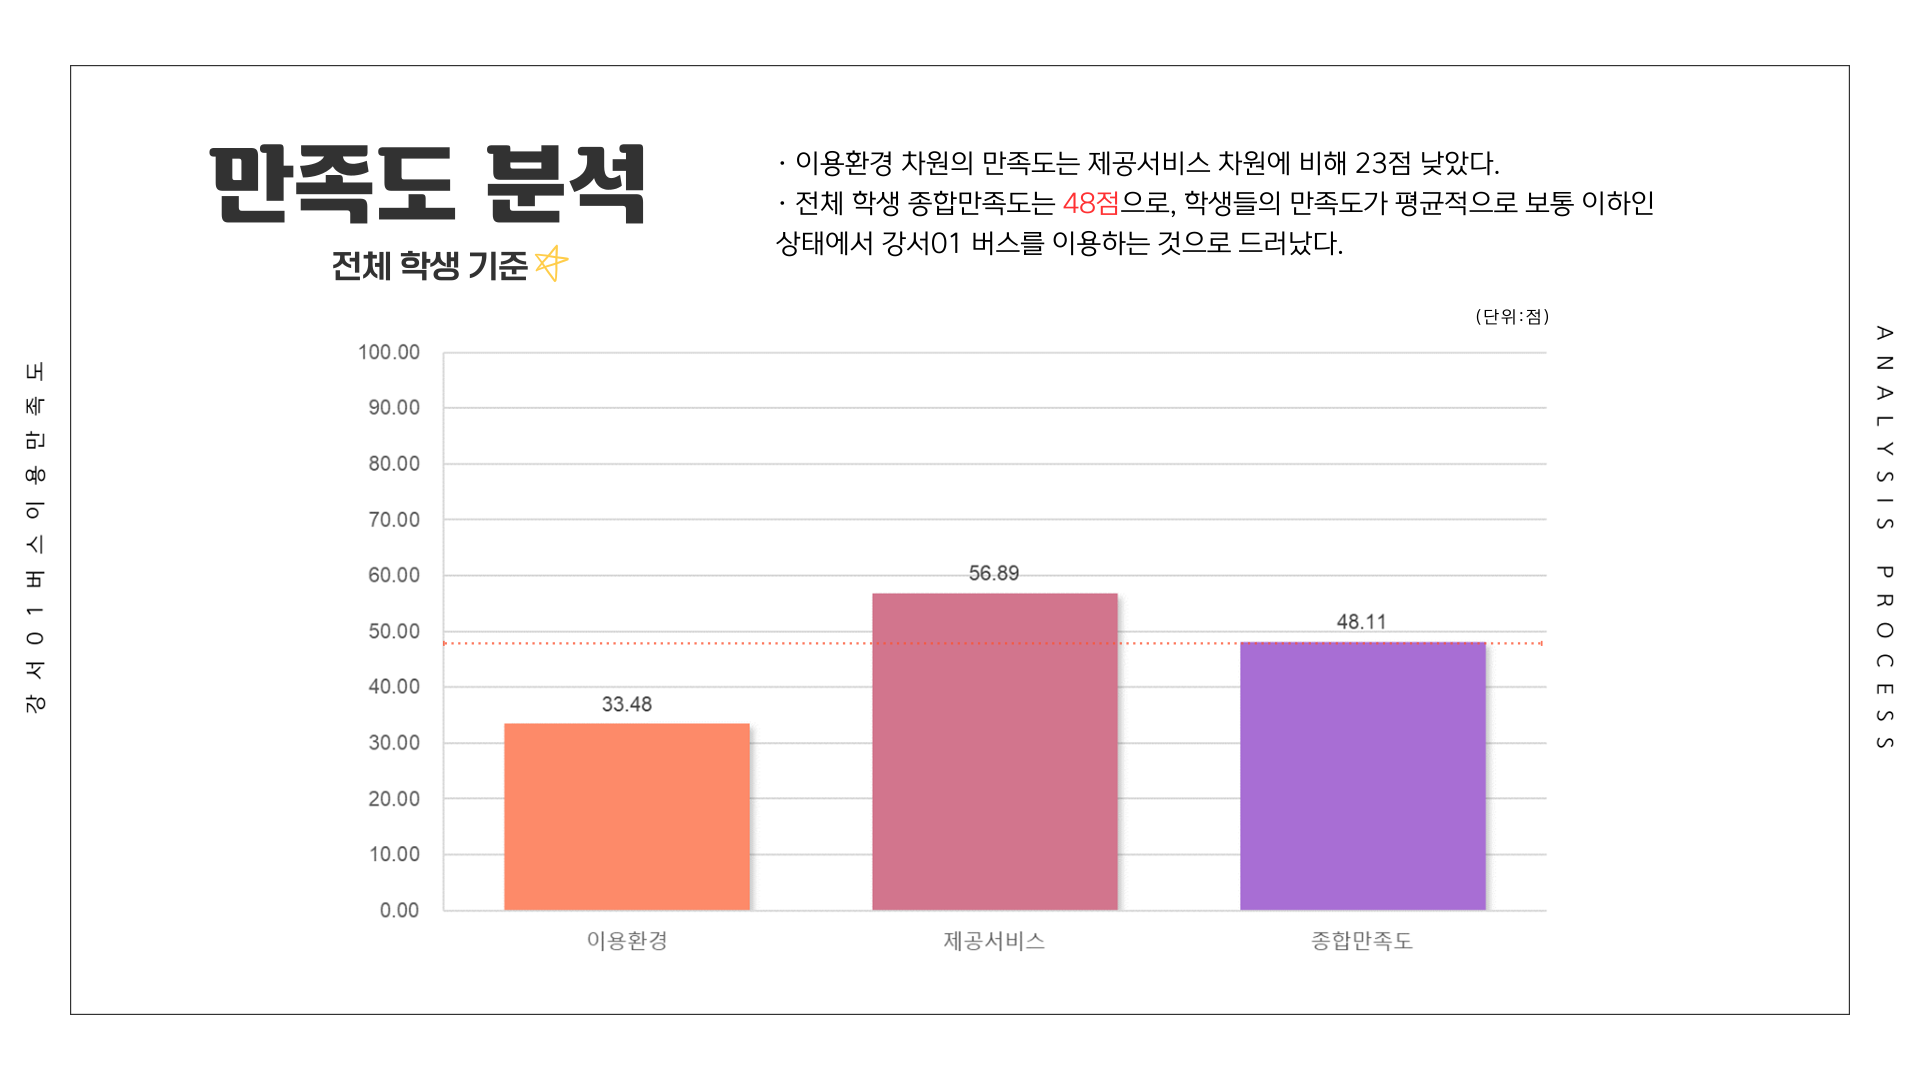 만족도 분석
전체 학생 기준
· 이용환경 차원의 만족도는 제공서비스 차원에 비해 23점 낮았다.
· 전체 학생 종합만족도는 48점으로, 학생들의 만족도가 평균적으로 보통 이하인
상태에서 강서01 버스를 이용하는 것으로 드러났다.
(단위:점)
100.00
90.00
80.00
70.00
60.00
50.00
40.00
30.00
20.00
10.00
0.00
33.48
56.89
48.11
이용환경
제공서비스
종합만족도
강서01버스이용만족도
ANALYSIS PROCESS